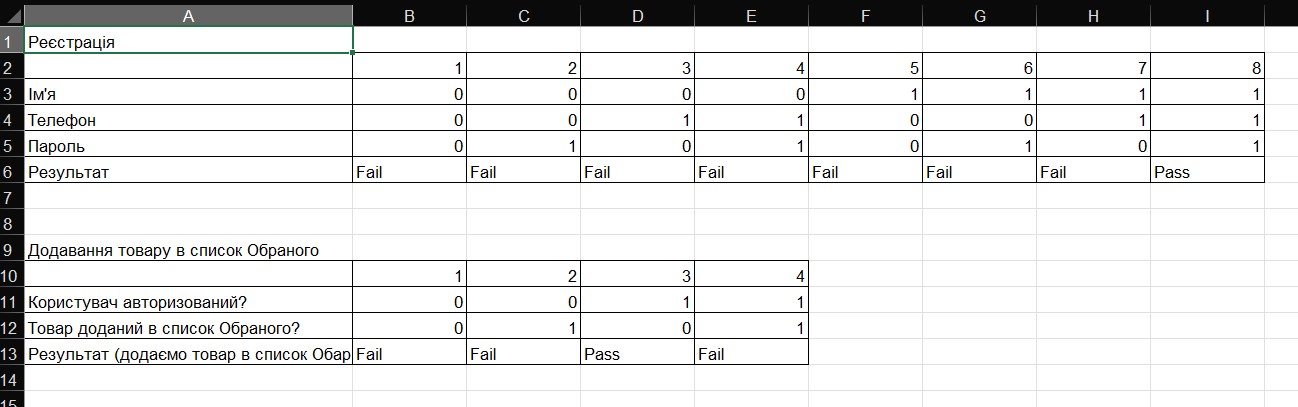 A B C D E F G H I
1 Реєстрація
2 1 2 3 4 5 6 7 8
3 Ім'я 0 0 0 0 1 1 1 1
4 Телефон 0 0 1 1 0 0 1 1
5 Пароль 0 1 0 1 0 1 0 1
6 Результат Fail Fail Fail Fail Fail Fail Fail Pass
7
8
9 Додавання товару в список Обраного
10 1 2 3 4
11 Користувач авторизований? 0 0 1 1
12 Товар доданий в список Обраного? 0 1 0 1
13 Результат (додаємо товар в список Обар Fail Fail Pass Fail
14
15